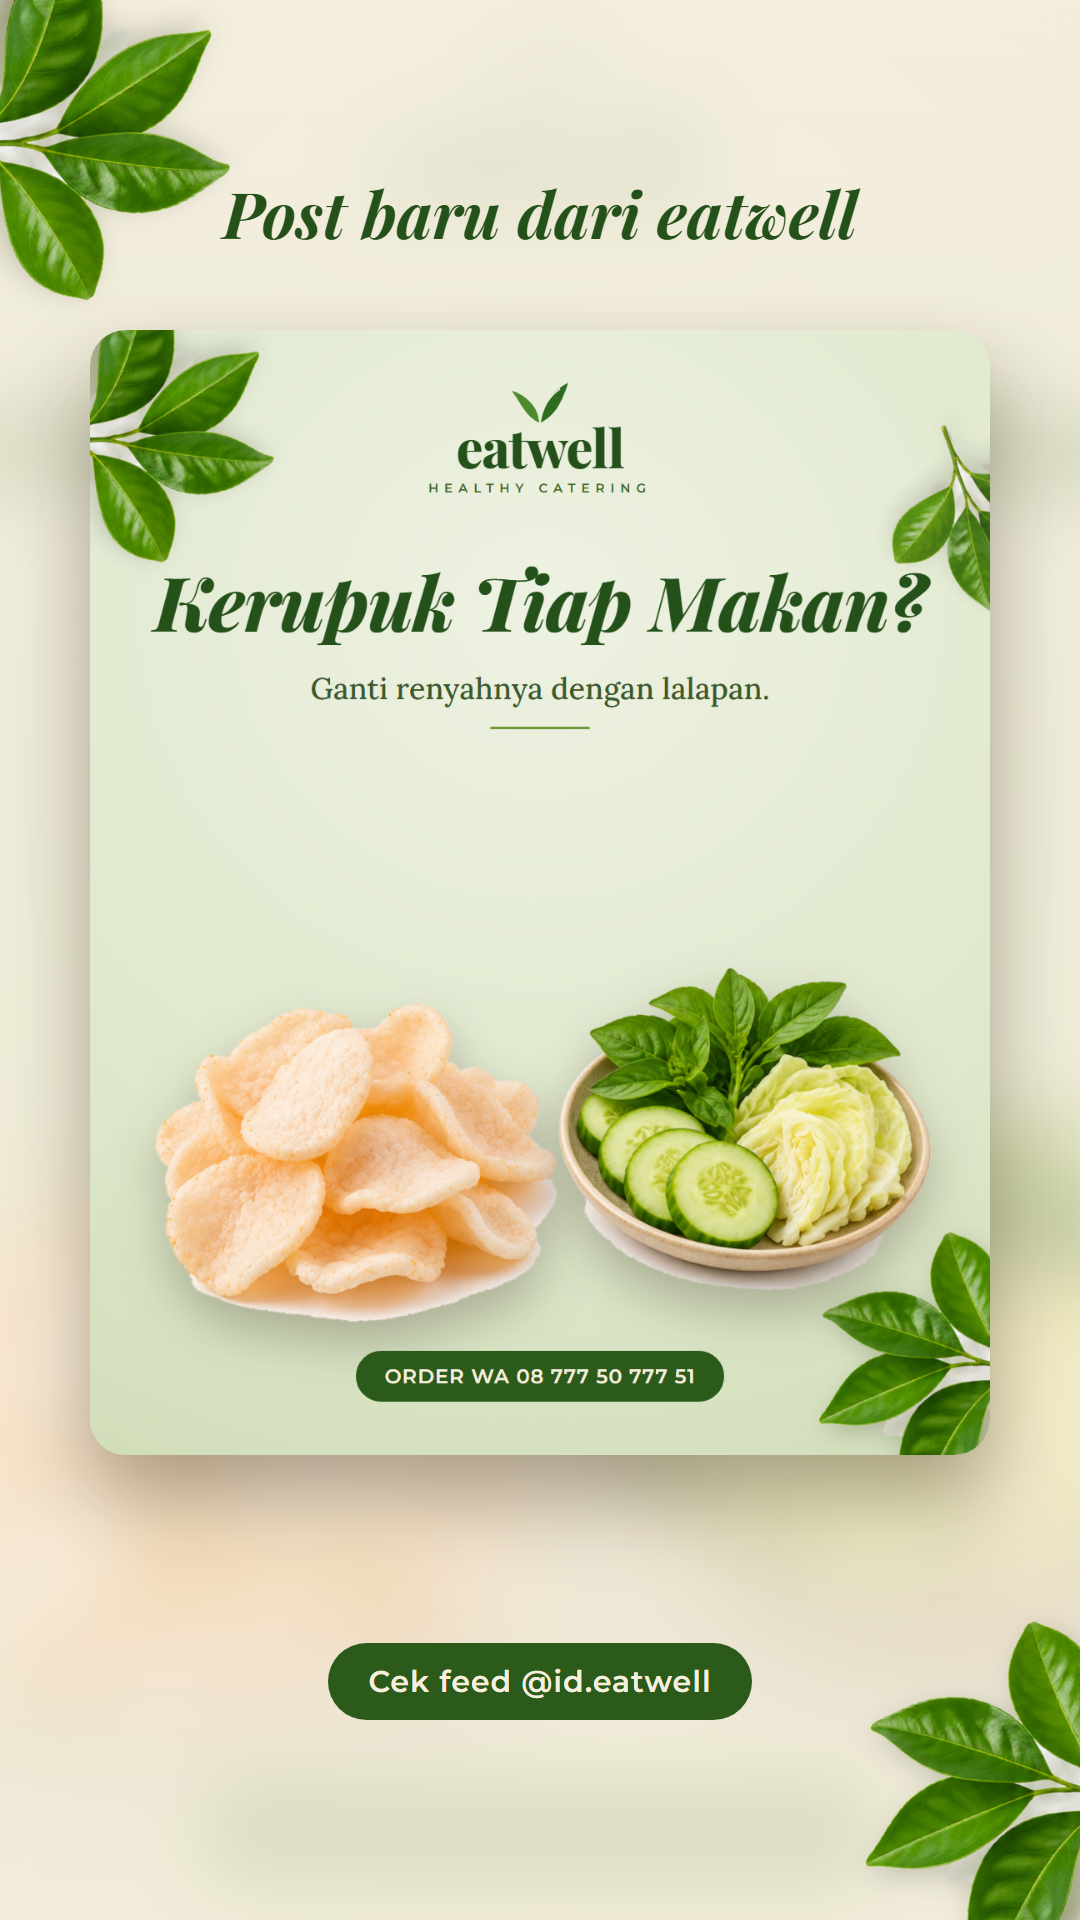 Post baru dari eatwell
eatwell
HEALTHY CATERING
Kerupuk Tiap Makan?
Ganti renyahnya dengan lalapan.
ORDER WA 08 777 50 777 51
Cek feed @id.eatwell